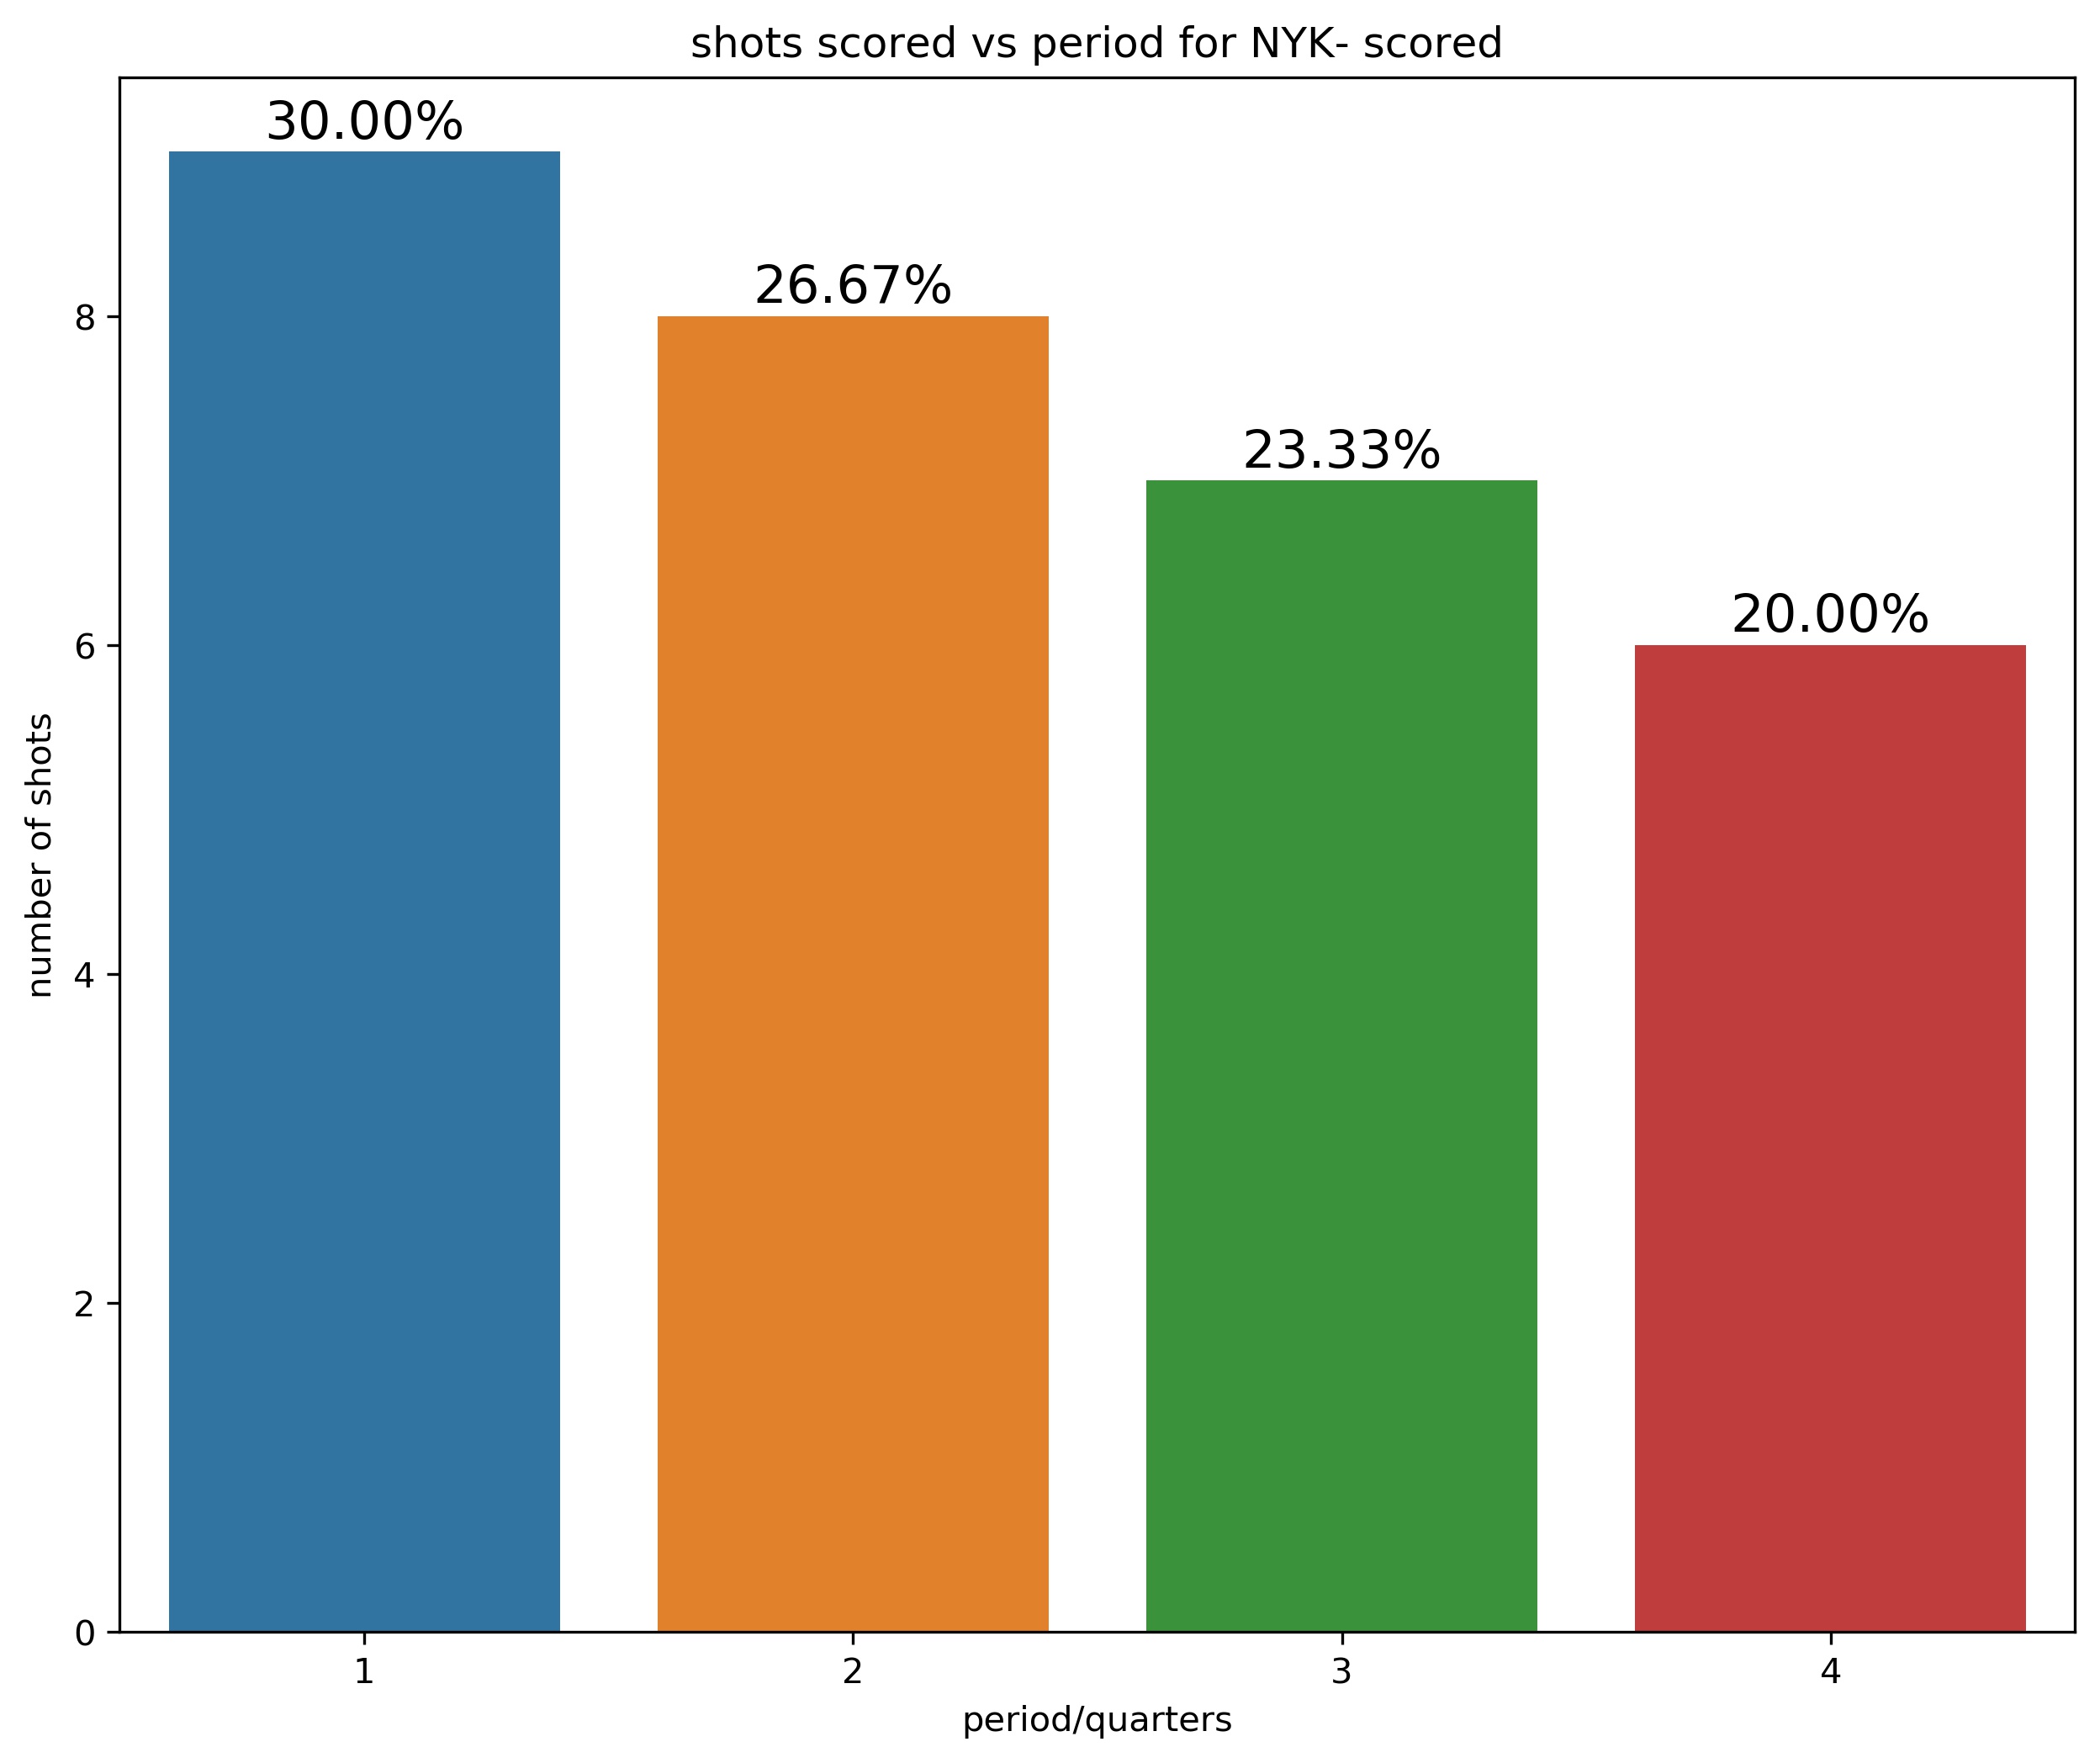 shots scored vs period for NYK- scored
30.00%
26.67%
23.33%
20.00%
number of shots
8
6
4
2
0
1 2 3 4
period/quarters